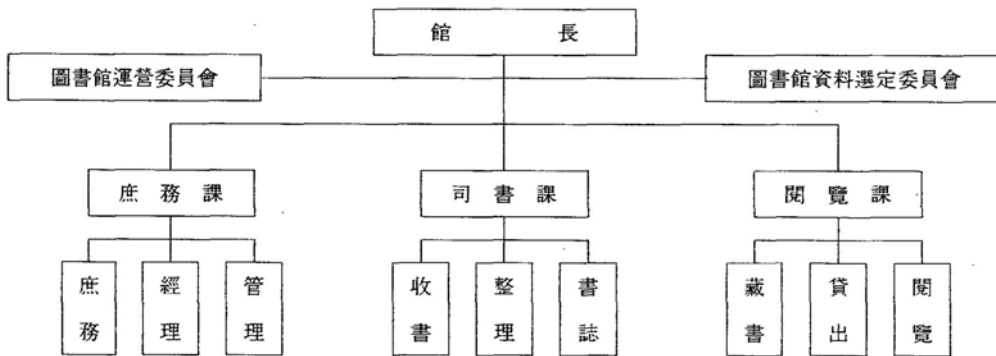 館長
圖書館運營委員會
圖書館資料選定委員會
庶務課
司書課
閱覽課
庶務
經理
管理
收書
整理
書誌
藏書
貸出
閱覽